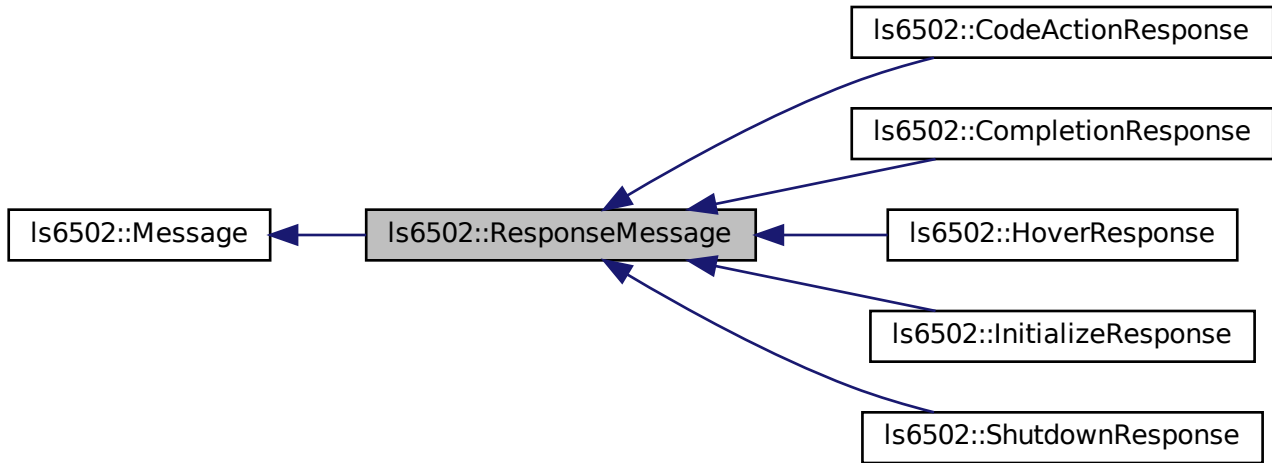 ls6502::Message
ls6502::ResponseMessage
ls6502::CodeActionResponse
ls6502::CompletionResponse
ls6502::HoverResponse
ls6502::InitializeResponse
ls6502::ShutdownResponse